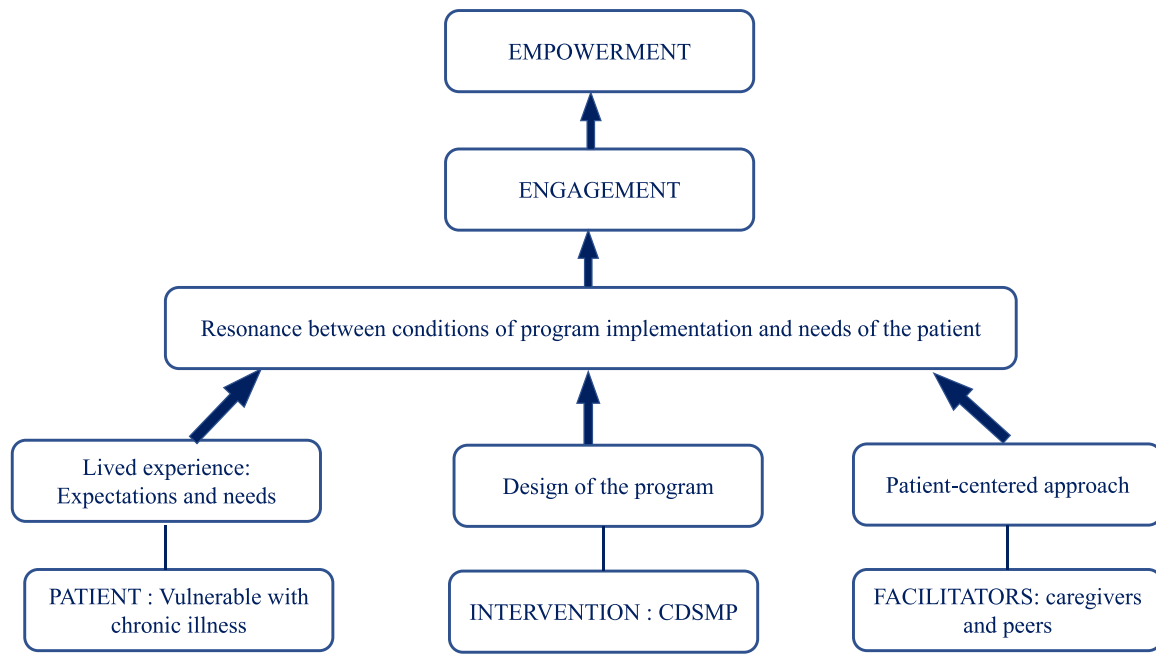 EMPOWERMENT
ENGAGEMENT
Resonance between conditions of program implementation and needs of the patient
Lived experience:
Expectations and needs
Design of the program
Patient-centered approach
PATIENT : Vulnerable with
chronic illness
INTERVENTION : CDSMP
FACILITATORS: caregivers
and peers